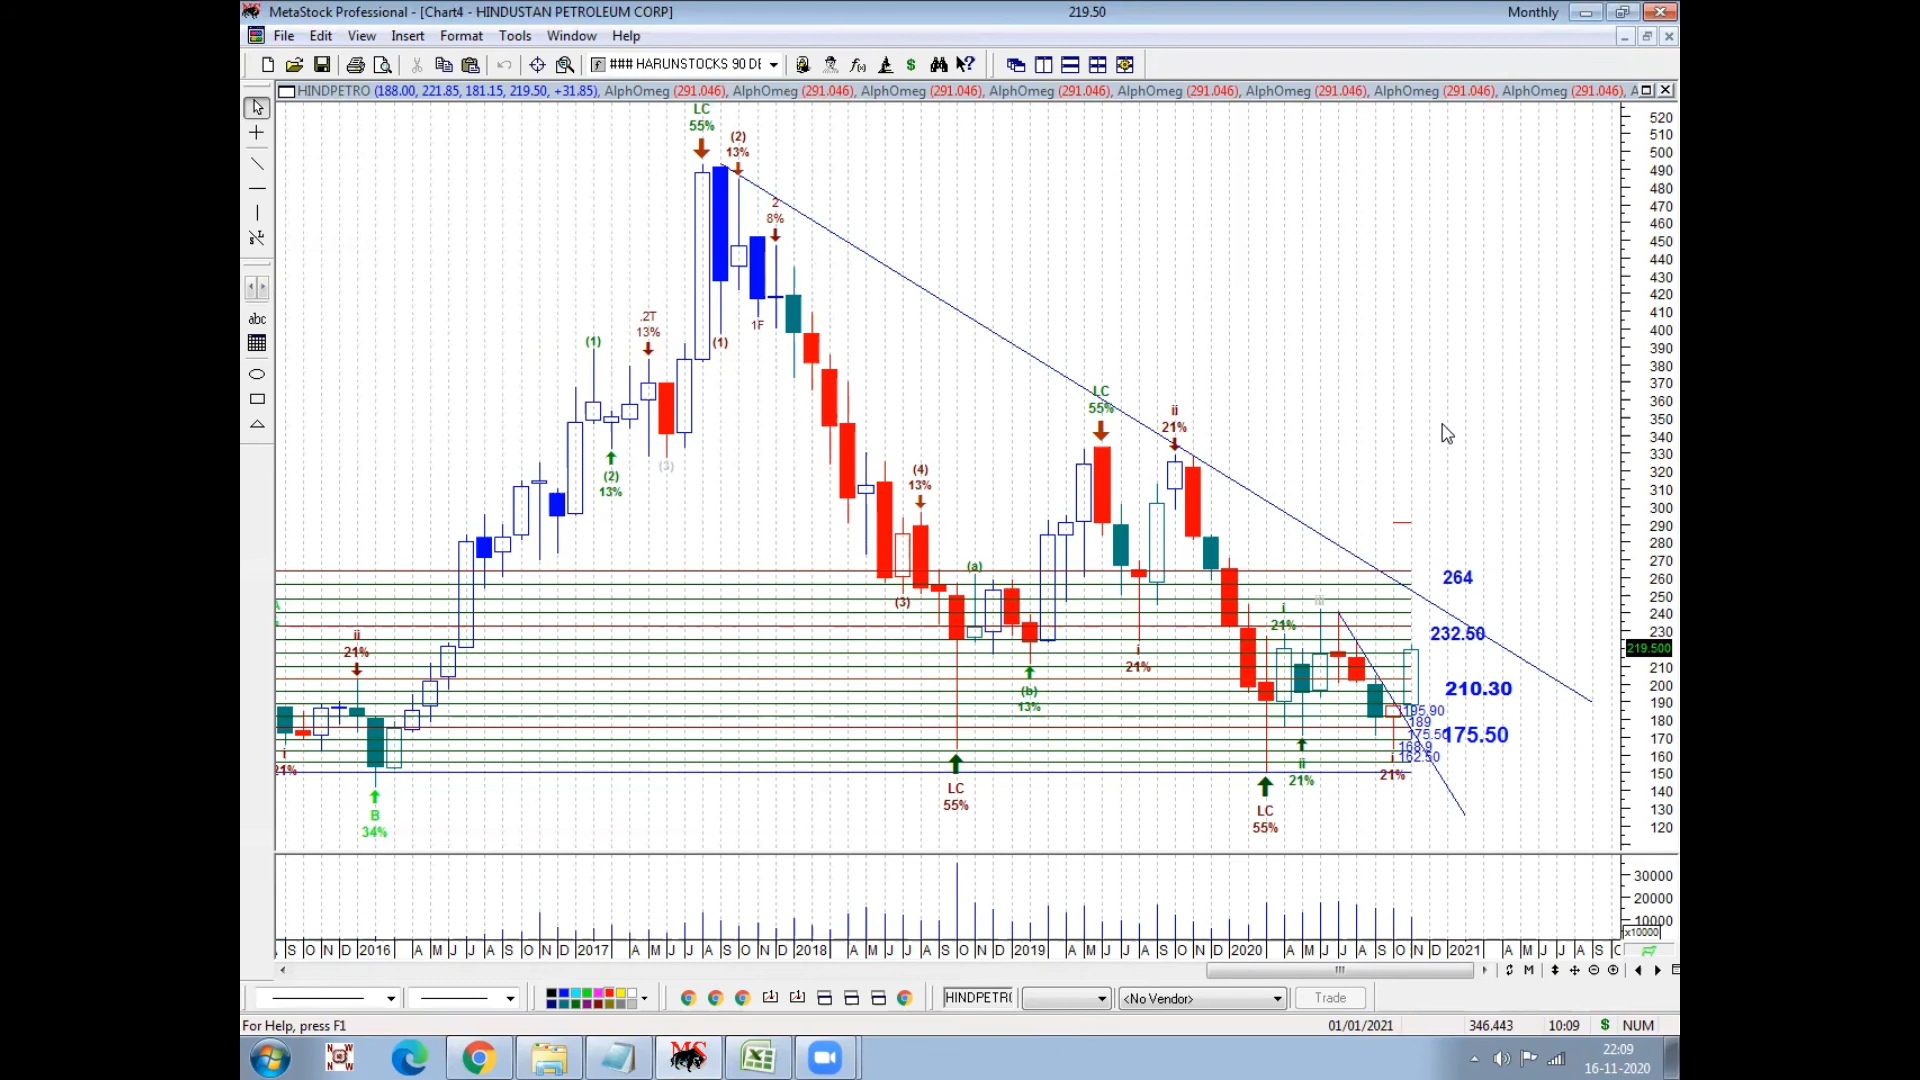 MetaStock Professional - [Chart4 - HINDUSTAN PETROLEUM CORP]
219.50
Monthly
File Edit View Insert Format Tools Window Help
### HARUNSTOCKS 90 DE
HINDPETRO (188.00, 221.85, 181.15, 219.50, +31.85), AlphOmeg (291.046), AlphOmeg (291.046), AlphOmeg (291.046), AlphOmeg (291.046), AlphOmeg (291.046), AlphOmeg (291.046), AlphOmeg (291.046), AlphOmeg (291.046), A
abc
LC
55%
(2)
13%
2
8%
.2T
13%
(1)
1F
(1)
(3)
(2)
13%
LC
55%
ii
21%
(4)
13%
(a)
(3)
264
iii
i
21%
232.50
ii
21%
i
21%
210.30
(b)
13%
195.90
189
175.50
175.50
168.9
162.50
i
21%
ii
21%
i
21%
LC
55%
LC
55%
B
34%
520
510
500
490
480
470
460
450
440
430
420
410
400
390
380
370
360
350
340
330
320
310
300
290
280
270
260
250
240
230
219.500
210
200
190
180
170
160
150
140
130
120
30000
20000
10000
x10000
S O N D 2016 A M J J A S O N D 2017 A M J J A S O N D 2018 A M J J A S O N D 2019 A M J J A S O N D 2020 A M J J A S O N D 2021 A M J J A S O
M
HINDPETR
<No Vendor>
Trade
For Help, press F1
01/01/2021
346.443
10:09
$
NUM
22:09
16-11-2020